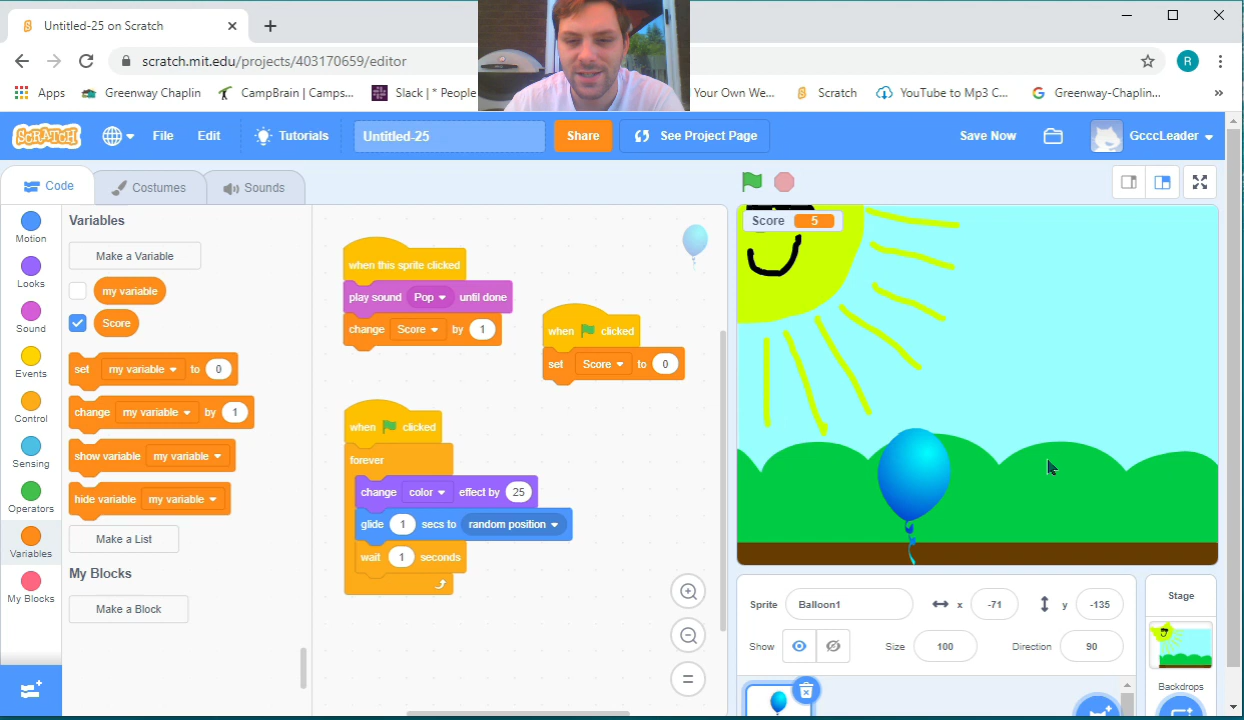 Untitled-25 on Scratch
scratch.mit.edu/projects/403170659/editor
R
Apps
Greenway Chaplin
CampBrain | Camps...
Slack | * People
Your Own We...
Scratch
YouTube to Mp3 C...
Greenway-Chaplin...
»
SCRATCH
File
Edit
Tutorials
Untitled-25
Share
See Project Page
Save Now
GcccLeader
Code
Costumes
Sounds
Motion
Looks
Sound
Events
Control
Sensing
Operators
Variables
My Blocks
Variables
Make a Variable
my variable
Score
set my variable to 0
change my variable by 1
show variable my variable
hide variable my variable
Make a List
My Blocks
Make a Block
when this sprite clicked
play sound Pop until done
change Score by 1
when clicked
set Score to 0
when clicked
forever
change color effect by 25
glide 1 secs to random position
wait 1 seconds
Score 5
Sprite Balloon1 x -71 y -135
Show Size 100 Direction 90
Stage
Backdrops